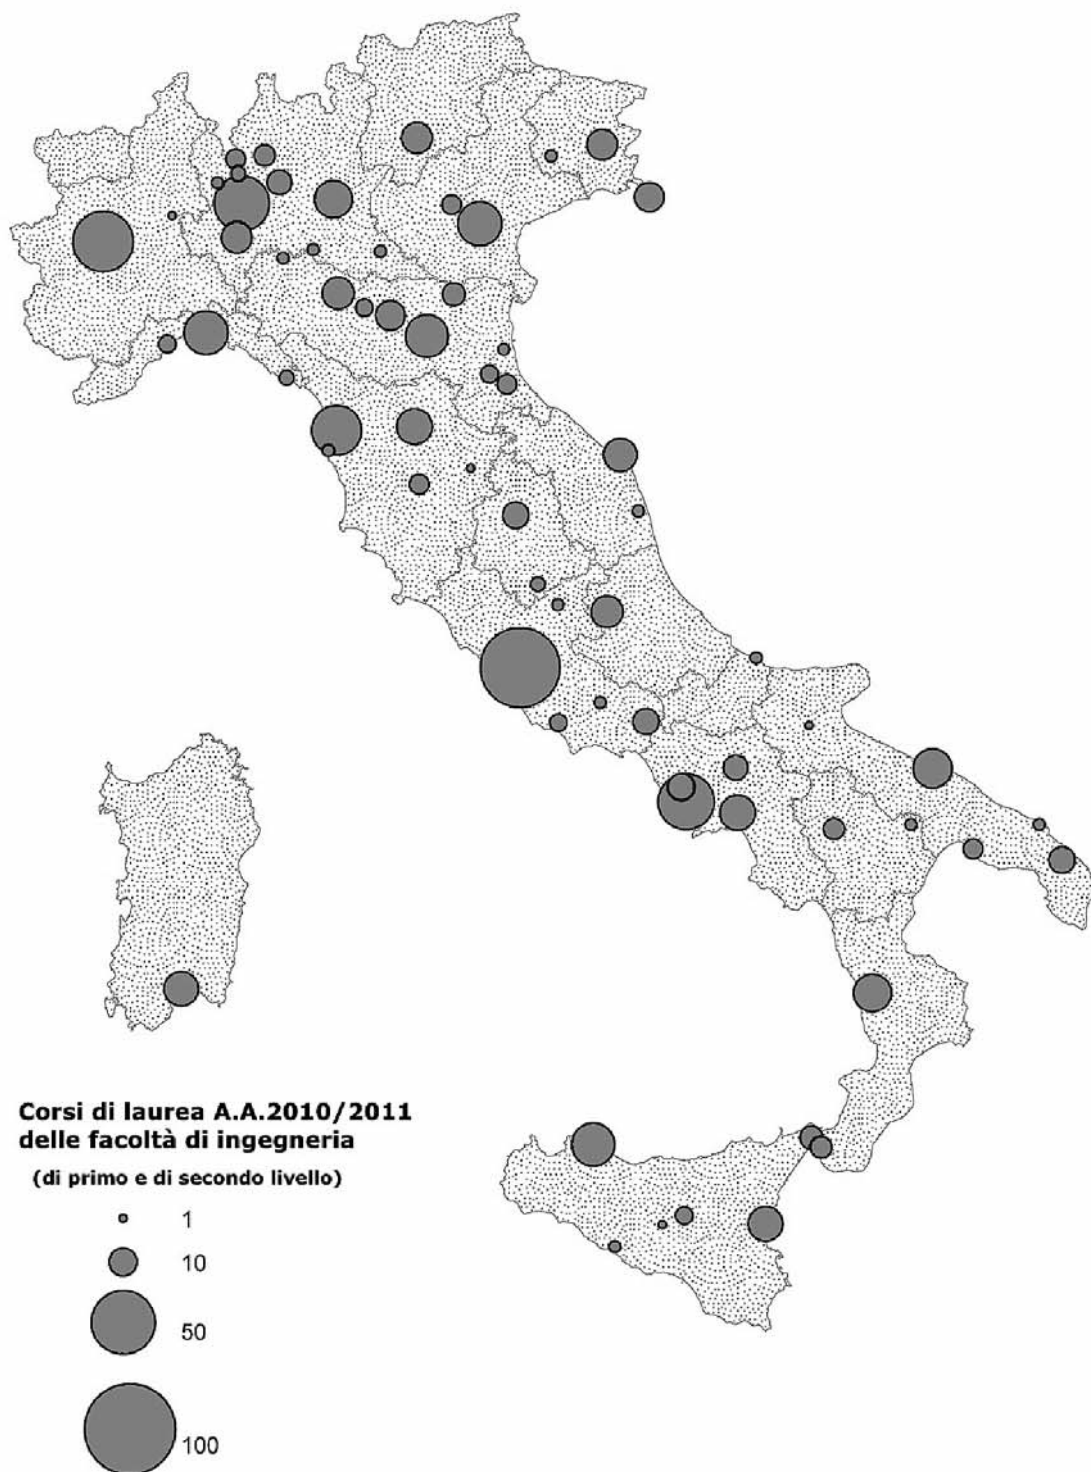 Corsi di laurea A.A.2010/2011
delle facoltà di ingegneria
(di primo e di secondo livello)
1
10
50
100